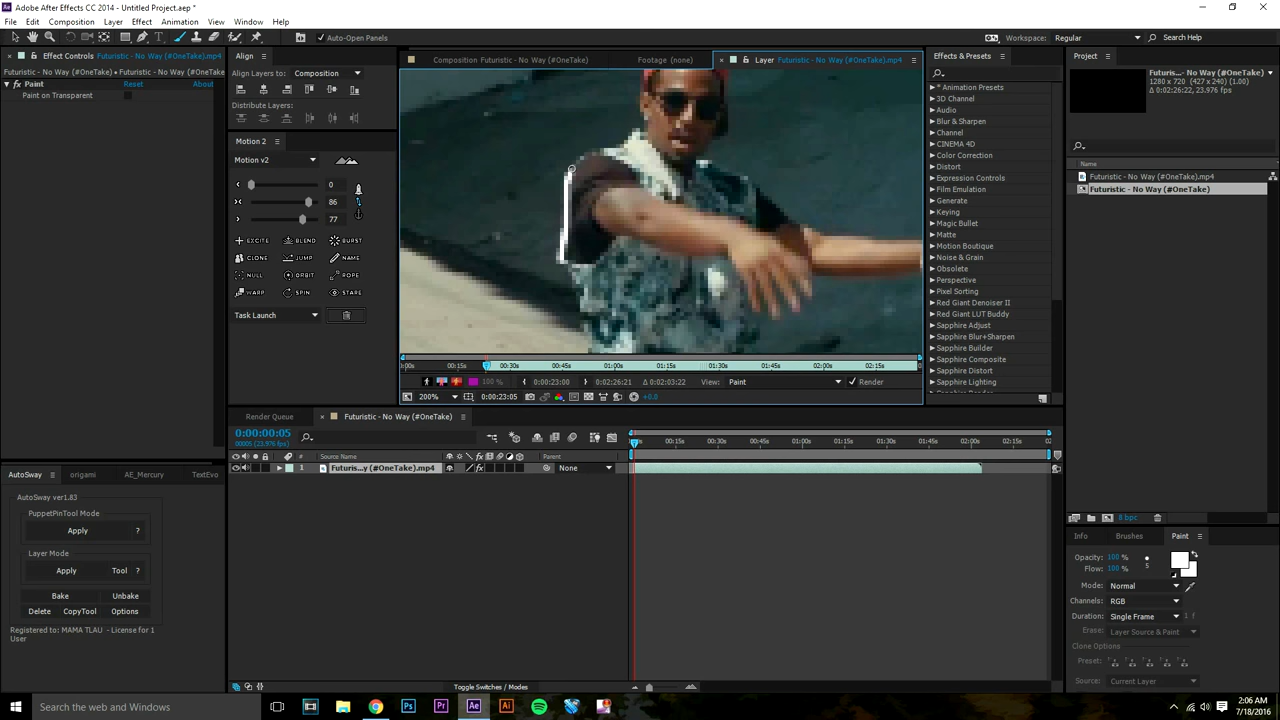 Adobe After Effects CC 2014 - Untitled Project.aep *
File Edit Composition Layer Effect Animation View Window Help
Auto-Open Panels
Workspace: Regular
Search Help
Effect Controls Futuristic - No Way (#OneTake).mp4
Futuristic - No Way (#OneTake).mp4 • Futuristic - No Way (#OneTake).mp4
fx Paint Reset About
Paint on Transparent
Align
Align Layers to: Composition
Distribute Layers:
Motion 2
Motion v2
0
86
77
EXCITE BLEND BURST
CLONE JUMP NAME
NULL ORBIT ROPE
WARP SPIN STARE
Task Launch
Composition Futuristic - No Way (#OneTake)
Footage (none)
Layer Futuristic - No Way (#OneTake).mp4
:00s 00:15s 00:30s 00:45s 01:00s 01:15s 01:30s 01:45s 02:00s 02:15s
100 % 0:00:23:00 0:02:26:21 Δ 0:02:03:22 View: Paint Render
200% 0:00:23:05 +0.0
Effects & Presets
* Animation Presets
3D Channel
Audio
Blur & Sharpen
Channel
CINEMA 4D
Color Correction
Distort
Expression Controls
Film Emulation
Generate
Keying
Magic Bullet
Matte
Motion Boutique
Noise & Grain
Obsolete
Perspective
Pixel Sorting
Red Giant Denoiser II
Red Giant LUT Buddy
Sapphire Adjust
Sapphire Blur+Sharpen
Sapphire Builder
Sapphire Composite
Sapphire Distort
Sapphire Lighting
Project
Futuris...- No Way (#OneTake)
1280 x 720 (427 x 240) (1.00)
Δ 0:02:26:22, 23.976 fps
Name
Futuristic - No Way (#OneTake).mp4
Futuristic - No Way (#OneTake)
8 bpc
Render Queue
Futuristic - No Way (#OneTake)
0:00:00:05
00005 (23.976 fps)
# Source Name Parent
1 Futuris...y (#OneTake).mp4 None
00:15s 00:30s 00:45s 01:00s 01:15s 01:30s 01:45s 02:00s 02:15s
Toggle Switches / Modes
AutoSway origami AE_Mercury TextEvo
AutoSway ver1.83
PuppetPinTool Mode
Apply ?
Layer Mode
Apply Tool ?
Bake Unbake
Delete CopyTool Options
Registered to: MAMA TLAU - License for 1
User
Info Brushes Paint
Opacity: 100 %
Flow: 100 %
5
Mode: Normal
Channels: RGB
Duration: Single Frame 1 f
Erase: Layer Source & Paint
Clone Options
Preset:
Source: Current Layer
Search the web and Windows
2:06 AM
7/18/2016